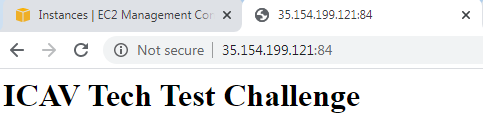 Instances | EC2 Management Con
35.154.199.121:84
Not secure | 35.154.199.121:84
ICAV Tech Test Challenge